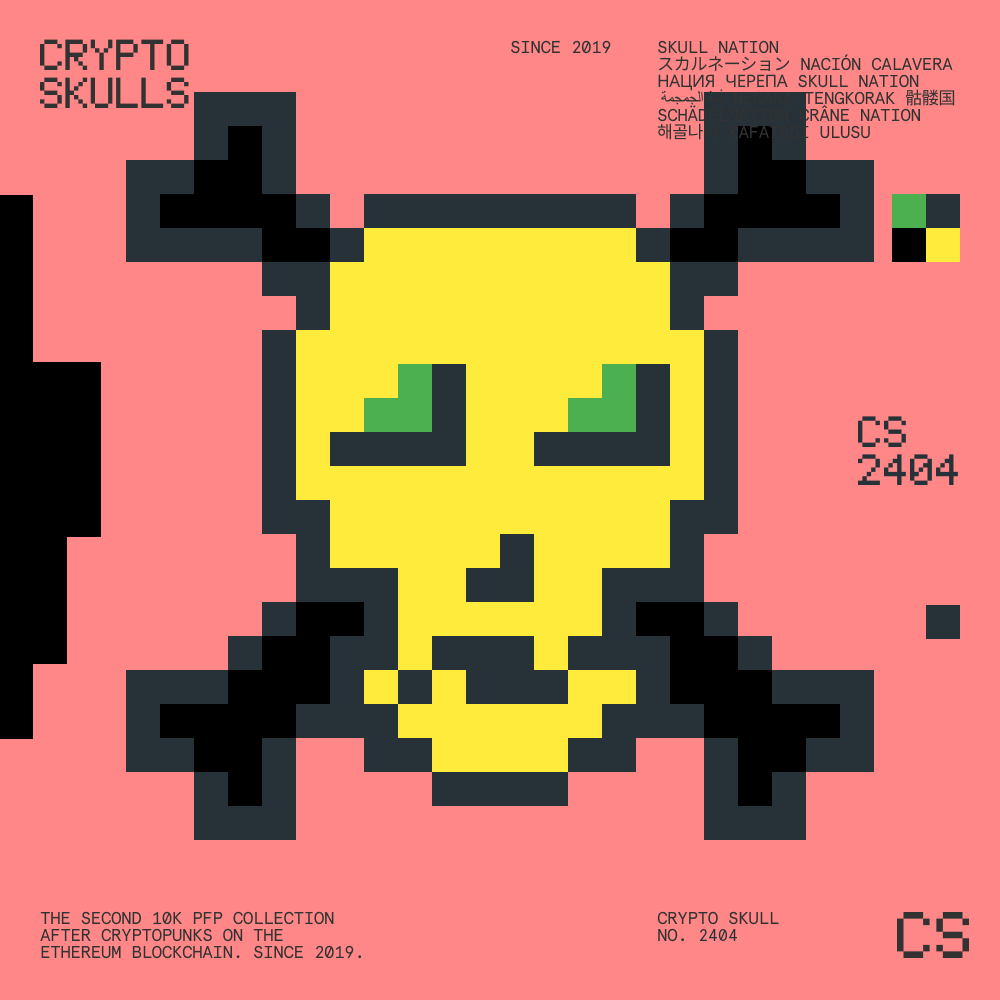 CRYPTO
SKULLS
SINCE 2019
SKULL NATION
スカルネーション NACIÓN CALAVERA
НАЦИЯ ЧЕРЕПА SKULL NATION
الجمجمة TENGKORAK 骷髅国
CRÂNE NATION
해골나 ULUSU
CS
2404
THE SECOND 10K PFP COLLECTION
AFTER CRYPTOPUNKS ON THE
ETHEREUM BLOCKCHAIN. SINCE 2019.
CRYPTO SKULL
NO. 2404
CS